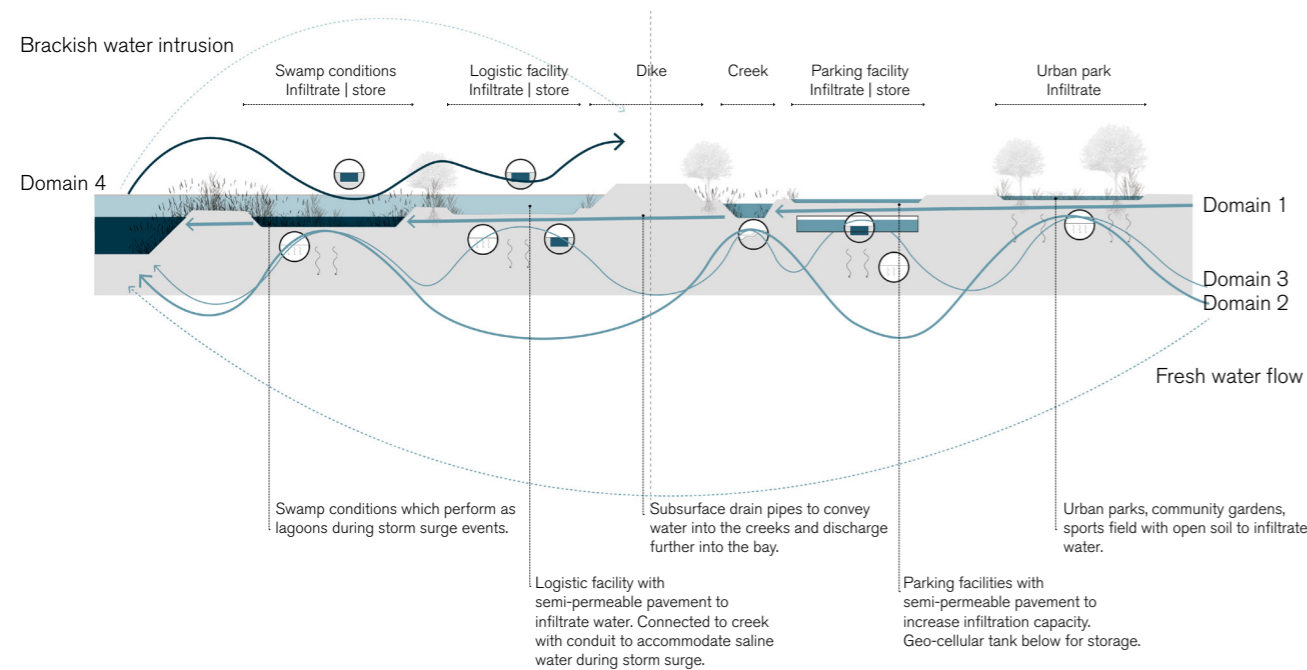 Brackish water intrusion
Swamp conditions
Infiltrate | store
Logistic facility
Infiltrate | store
Dike
Creek
Parking facility
Infiltrate | store
Urban park
Infiltrate
Domain 4
Domain 1
Domain 3
Domain 2
Fresh water flow
Swamp conditions which perform as
lagoons during storm surge events.
Subsurface drain pipes to convey
water into the creeks and discharge
further into the bay.
Urban parks, community gardens,
sports field with open soil to infiltrate
water.
Logistic facility with
semi-permeable pavement to
infiltrate water. Connected to creek
with conduit to accommodate saline
water during storm surge.
Parking facilities with
semi-permeable pavement to
increase infiltration capacity.
Geo-cellular tank below for storage.